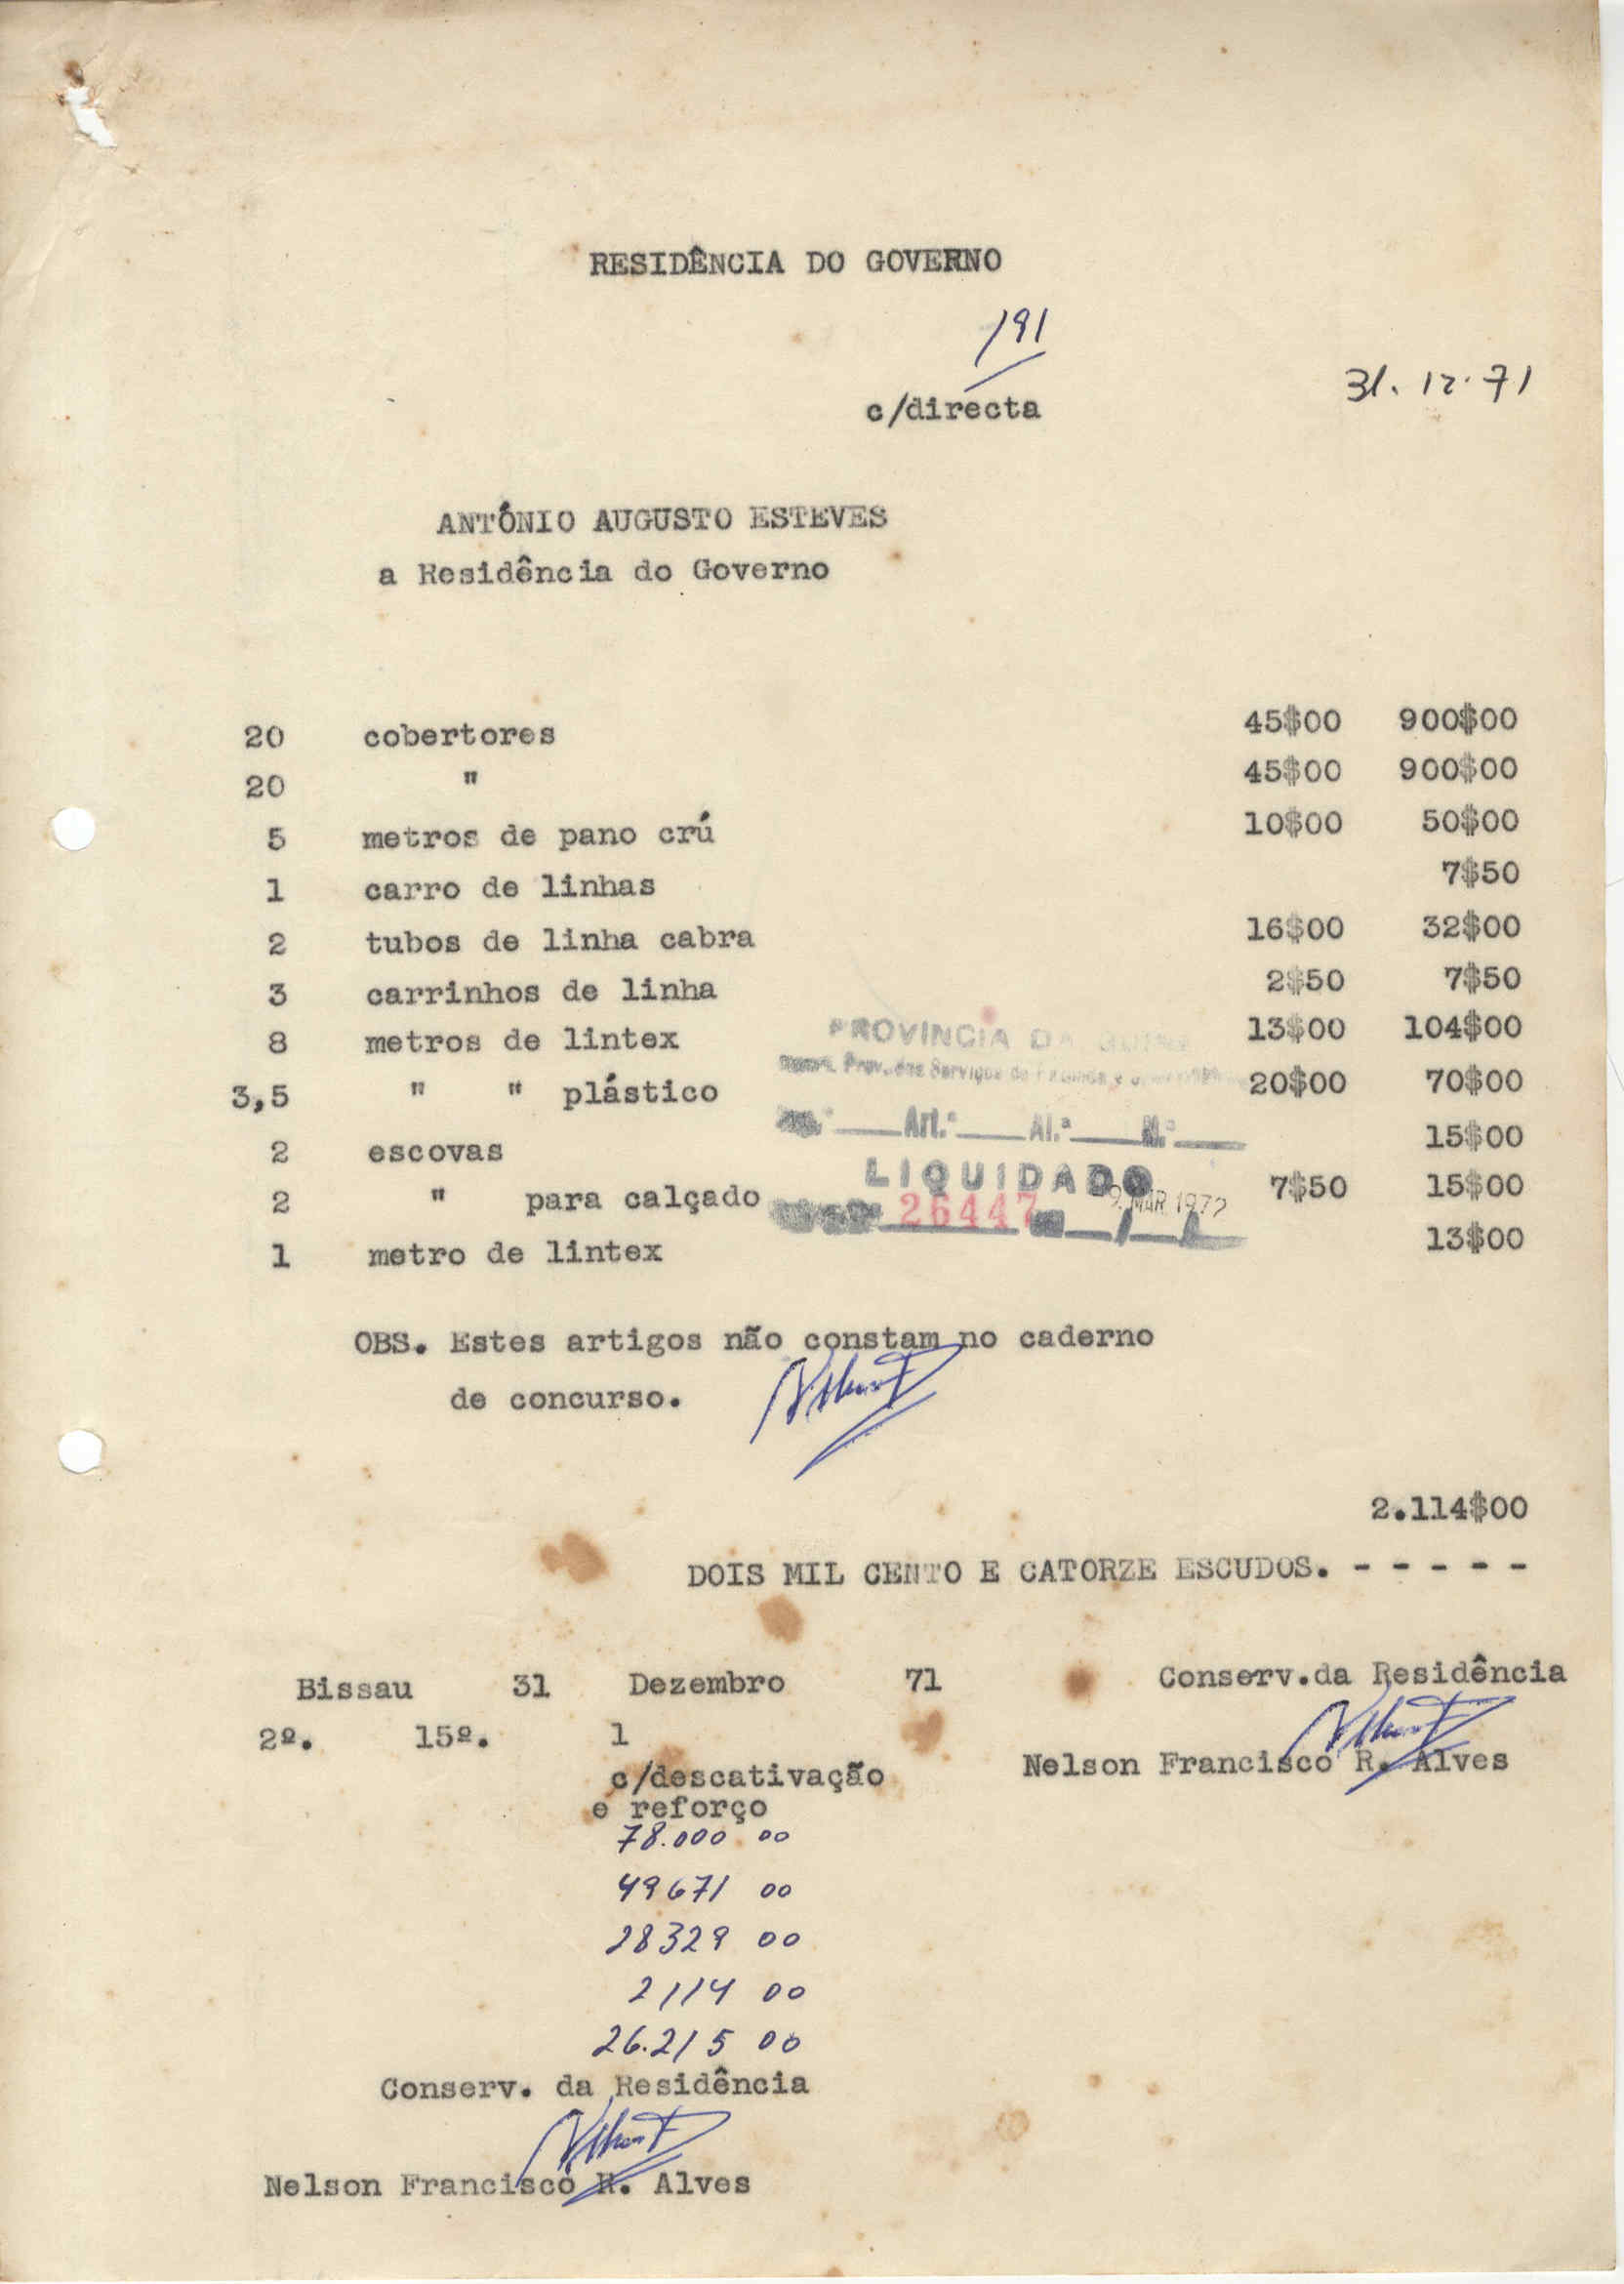 RESIDÊNCIA DO GOVERNO
191
31.12.71
c/directa
ANTÓNIO AUGUSTO ESTEVES
a Residência do Governo
20 cobertores 45$00 900$00
20 " 45$00 900$00
5 metros de pano crú 10$00 50$00
1 carro de linhas 7$50
2 tubos de linha cabra 16$00 32$00
3 carrinhos de linha 2$50 7$50
8 metros de lintex 13$00 104$00
3,5 " " plástico 20$00 70$00
2 escovas 15$00
2 " para calçado 7$50 15$00
1 metro de lintex 13$00
PROVINCIA DA
Prov. dos Serviços de
Art.º Al.ª N.º
LIQUIDADO
26447 9. MAR 1972
OBS. Estes artigos não constam no caderno
de concurso.
2.114$00
DOIS MIL CENTO E CATORZE ESCUDOS. - - - - -
Bissau 31 Dezembro 71 Conserv.da Residência
2º. 15º. 1
Nelson Francisco R. Alves
c/descativação
e reforço
78.000 00
49671 00
28329 00
2114 00
26.215 00
Conserv. da Residência
Nelson Francisco R. Alves